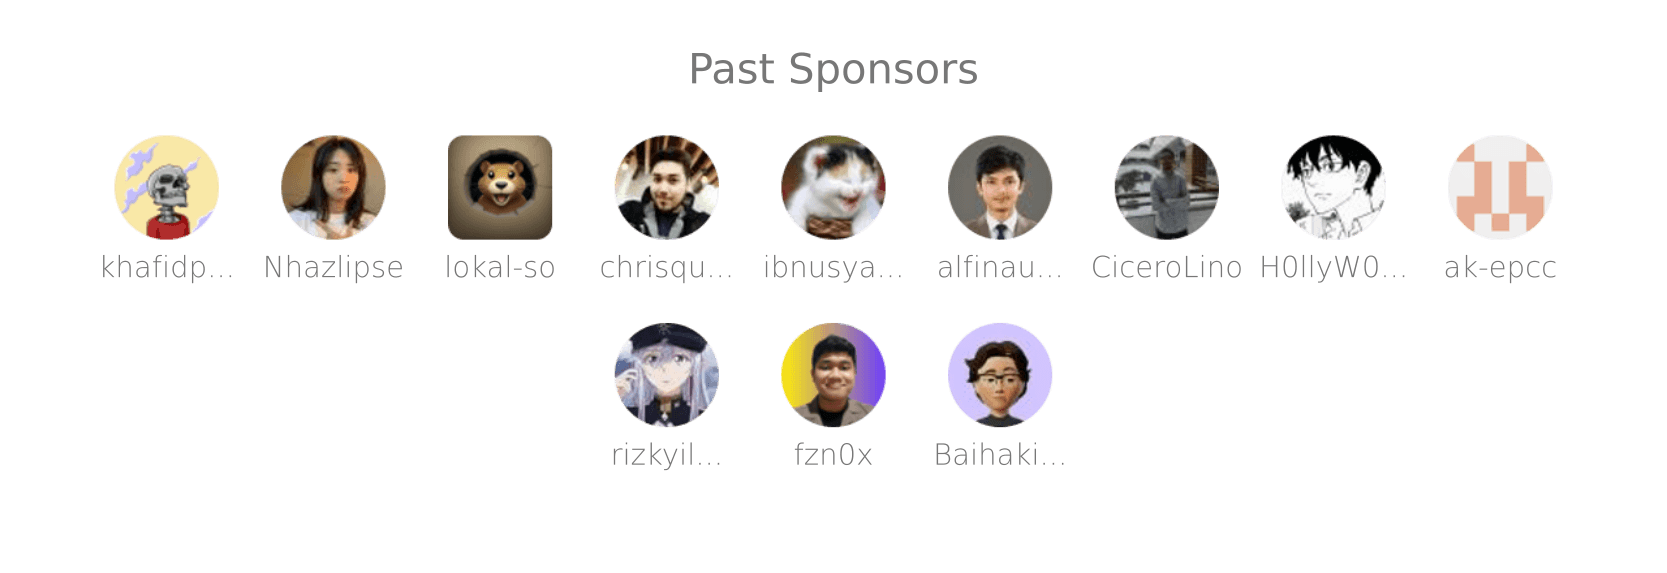 Past Sponsors
khafidp... Nhazlipse lokal-so chrisqu... ibnusya... alfinau... CiceroLino H0llyW0... ak-epcc
rizkyil... fzn0x Baihaki...